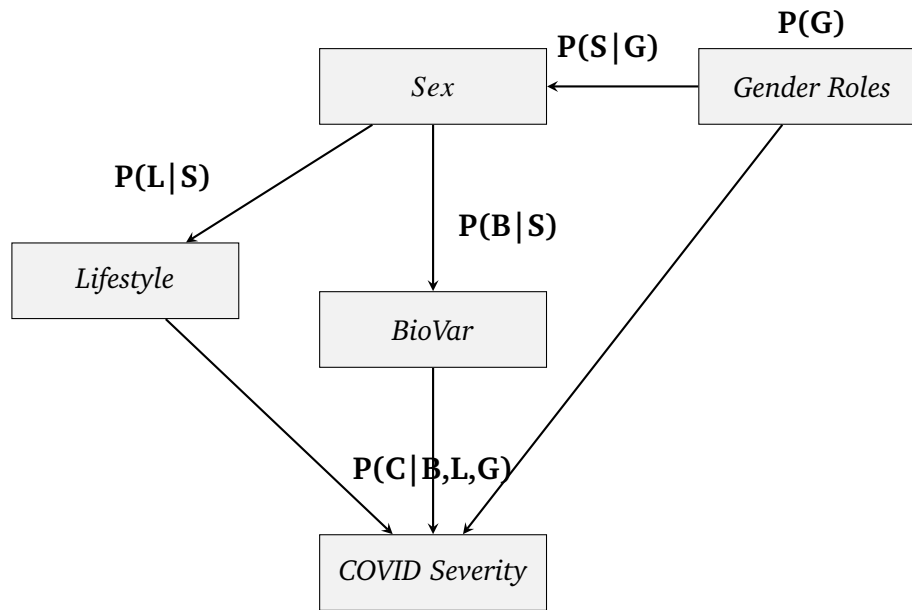 P(G)
P(S|G)
Sex
Gender Roles
P(L|S)
P(B|S)
Lifestyle
BioVar
P(C|B,L,G)
COVID Severity